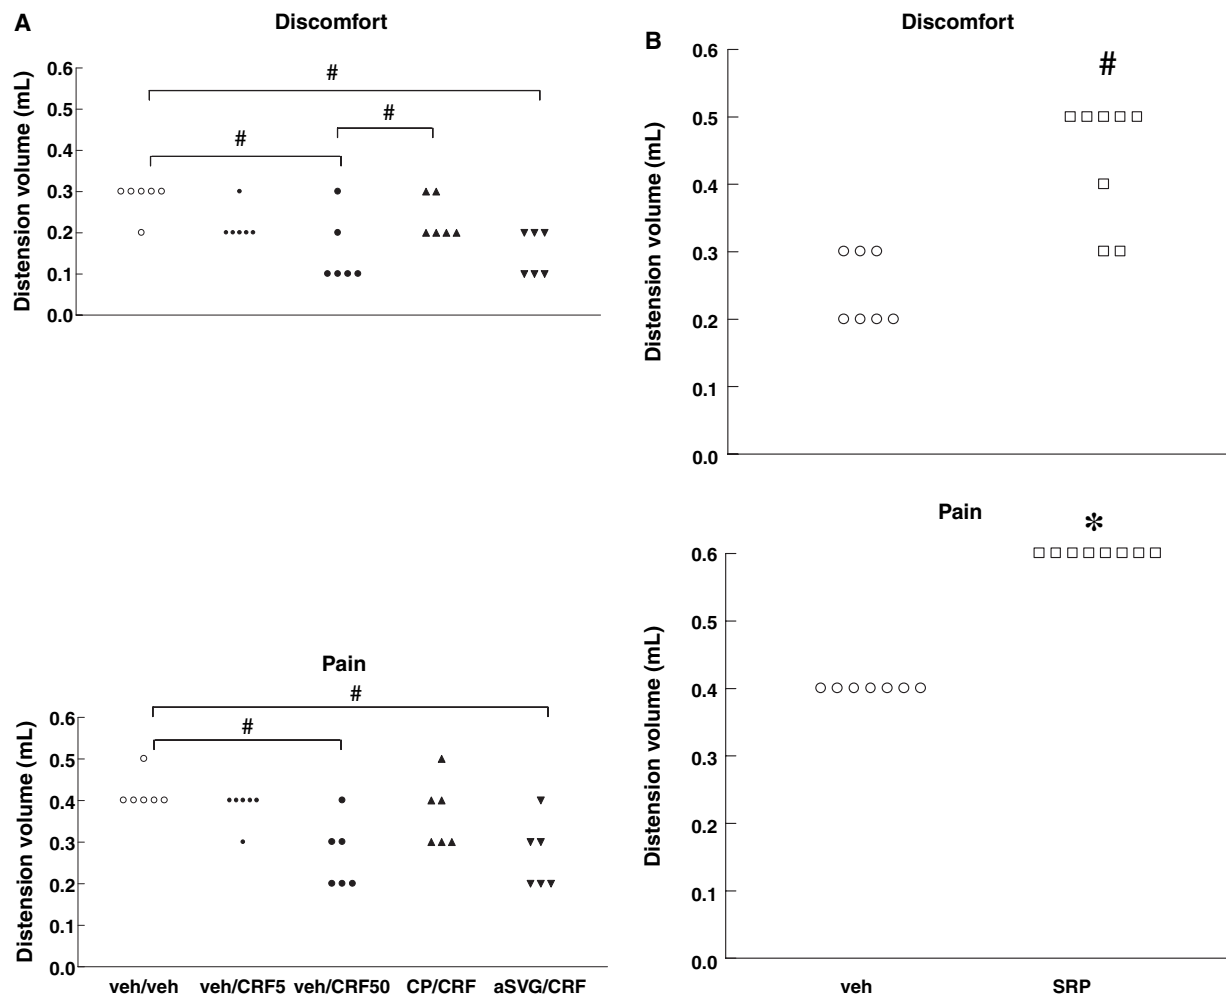 A
Discomfort
Distension volume (mL)
0.6
0.5
0.4
0.3
0.2
0.1
0.0
#
#
#
Pain
Distension volume (mL)
0.6
0.5
0.4
0.3
0.2
0.1
0.0
#
#
veh/veh veh/CRF5 veh/CRF50 CP/CRF aSVG/CRF
B
Discomfort
Distension volume (mL)
0.6
0.5
0.4
0.3
0.2
0.1
0.0
#
Pain
Distension volume (mL)
0.6
0.5
0.4
0.3
0.2
0.1
0.0
*
veh SRP